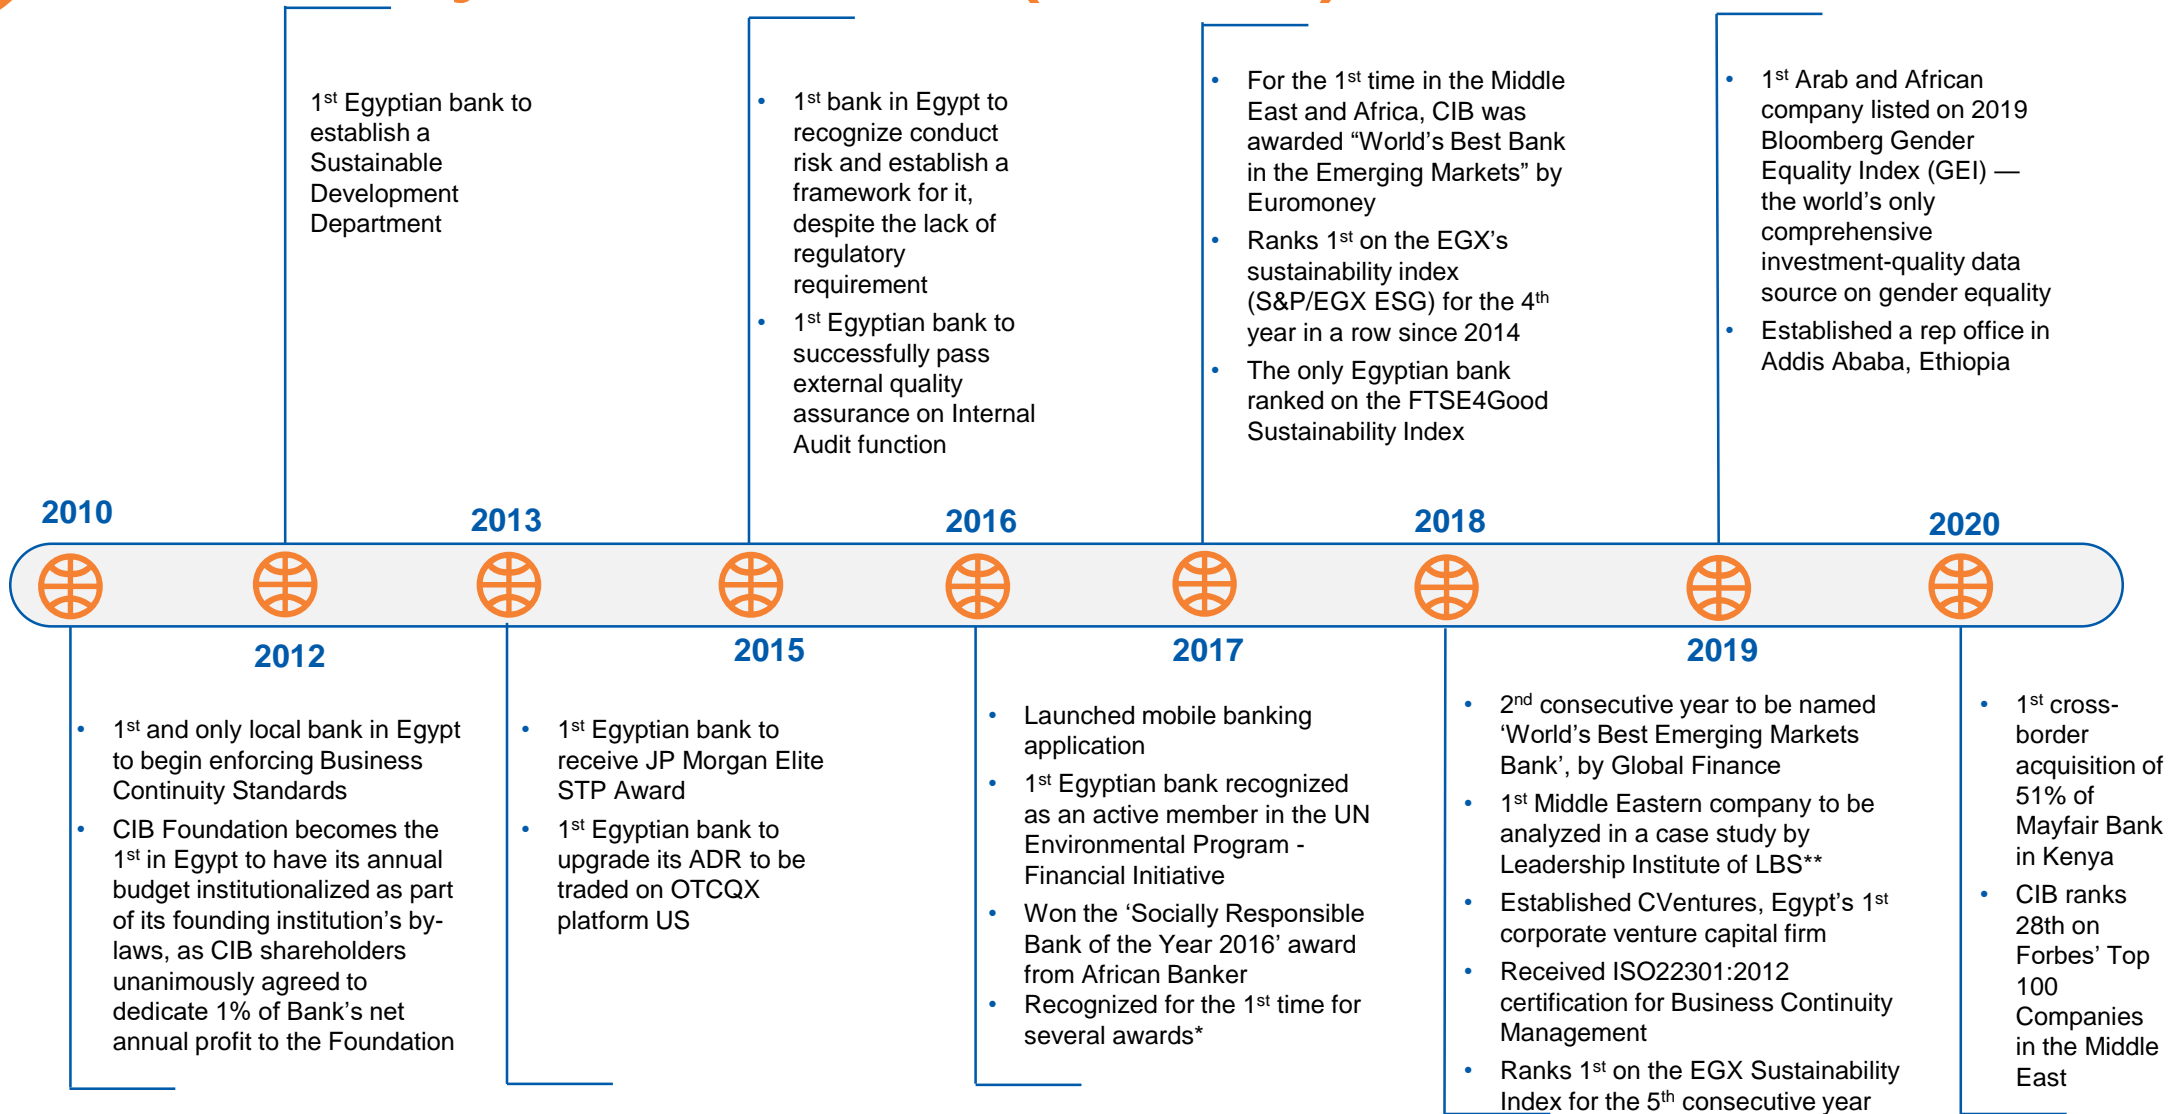 1st Egyptian bank to
establish a
Sustainable
Development
Department
• 1st bank in Egypt to
recognize conduct
risk and establish a
framework for it,
despite the lack of
regulatory
requirement
• 1st Egyptian bank to
successfully pass
external quality
assurance on Internal
Audit function
• For the 1st time in the Middle
East and Africa, CIB was
awarded “World’s Best Bank
in the Emerging Markets” by
Euromoney
• Ranks 1st on the EGX’s
sustainability index
(S&P/EGX ESG) for the 4th
year in a row since 2014
• The only Egyptian bank
ranked on the FTSE4Good
Sustainability Index
• 1st Arab and African
company listed on 2019
Bloomberg Gender
Equality Index (GEI) —
the world’s only
comprehensive
investment-quality data
source on gender equality
• Established a rep office in
Addis Ababa, Ethiopia
2010
2013
2016
2018
2020
2012
2015
2017
2019
• 1st and only local bank in Egypt
to begin enforcing Business
Continuity Standards
• CIB Foundation becomes the
1st in Egypt to have its annual
budget institutionalized as part
of its founding institution’s by-
laws, as CIB shareholders
unanimously agreed to
dedicate 1% of Bank’s net
annual profit to the Foundation
• 1st Egyptian bank to
receive JP Morgan Elite
STP Award
• 1st Egyptian bank to
upgrade its ADR to be
traded on OTCQX
platform US
• Launched mobile banking
application
• 1st Egyptian bank recognized
as an active member in the UN
Environmental Program -
Financial Initiative
• Won the ‘Socially Responsible
Bank of the Year 2016’ award
from African Banker
• Recognized for the 1st time for
several awards*
• 2nd consecutive year to be named
‘World’s Best Emerging Markets
Bank’, by Global Finance
• 1st Middle Eastern company to be
analyzed in a case study by
Leadership Institute of LBS**
• Established CVentures, Egypt’s 1st
corporate venture capital firm
• Received ISO22301:2012
certification for Business Continuity
Management
• Ranks 1st on the EGX Sustainability
Index for the 5th consecutive year
• 1st cross-
border
acquisition of
51% of
Mayfair Bank
in Kenya
• CIB ranks
28th on
Forbes’ Top
100
Companies
in the Middle
East